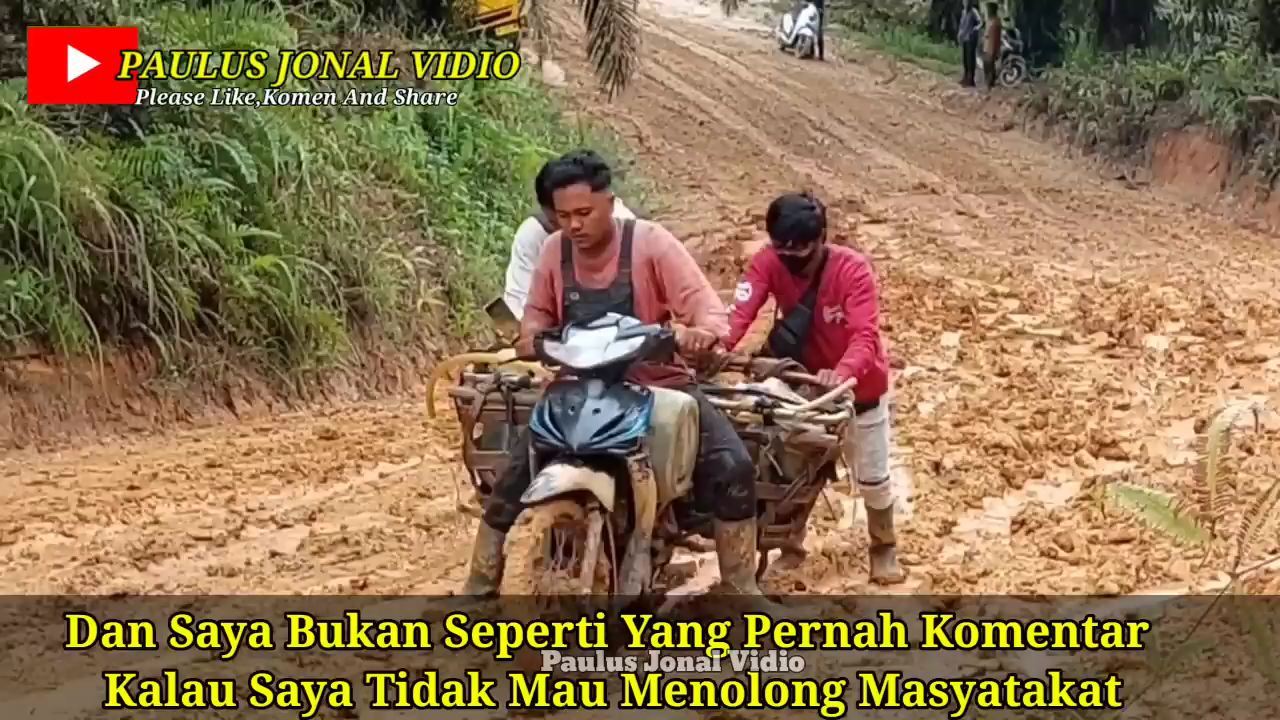 PAULUS JONAL VIDIO
Please Like,Komen And Share
Dan Saya Bukan Seperti Yang Pernah Komentar
Paulus Jonal Vidio
Kalau Saya Tidak Mau Menolong Masyatakat